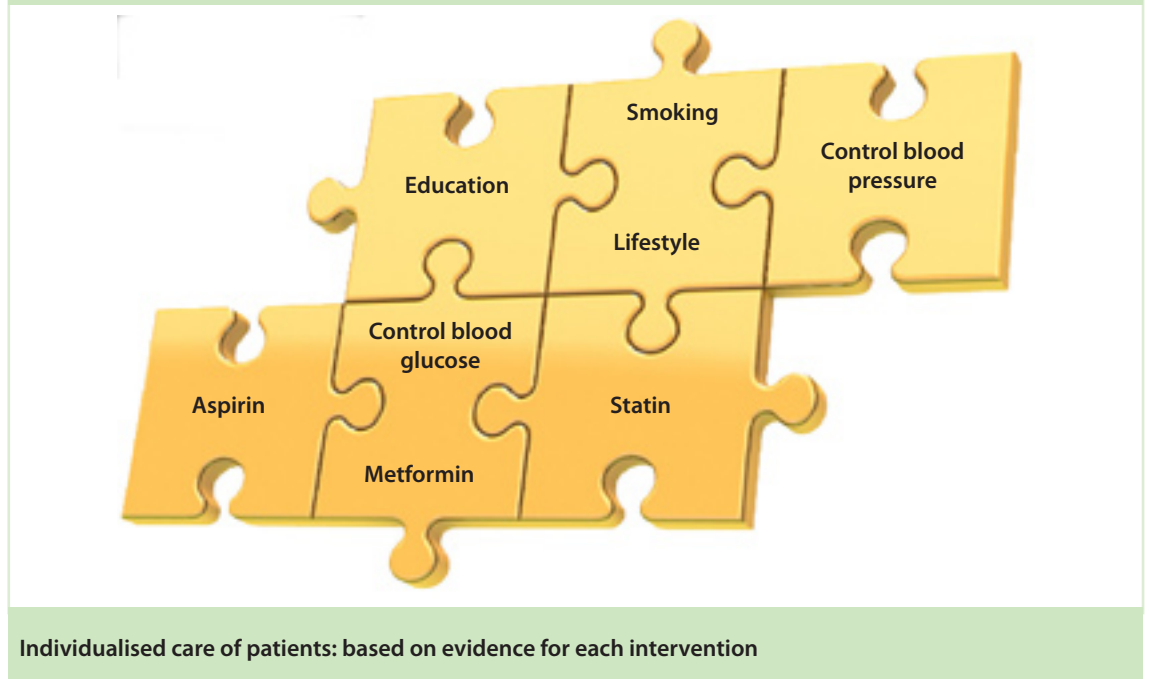 Smoking
Control blood
pressure
Education
Lifestyle
Control blood
glucose
Aspirin
Statin
Metformin
Individualised care of patients: based on evidence for each intervention